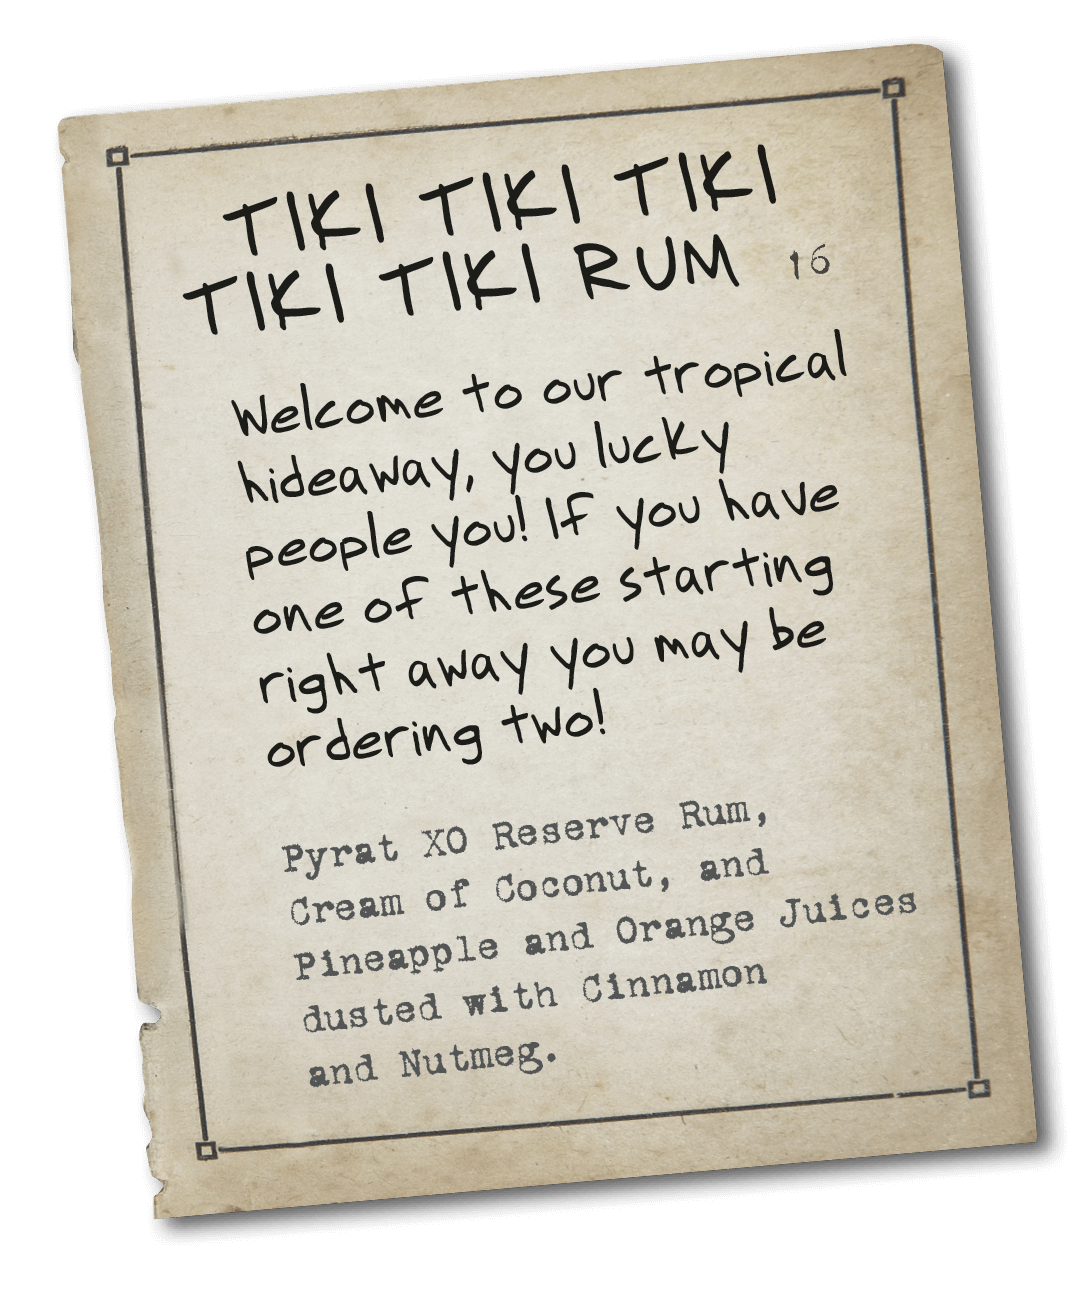 TIKI TIKI TIKI
TIKI TIKI RUM 16
Welcome to our tropical
hideaway, you lucky
people you! If you have
one of these starting
right away you may be
ordering two!
Pyrat XO Reserve Rum,
Cream of Coconut, and
Pineapple and Orange Juices
dusted with Cinnamon
and Nutmeg.